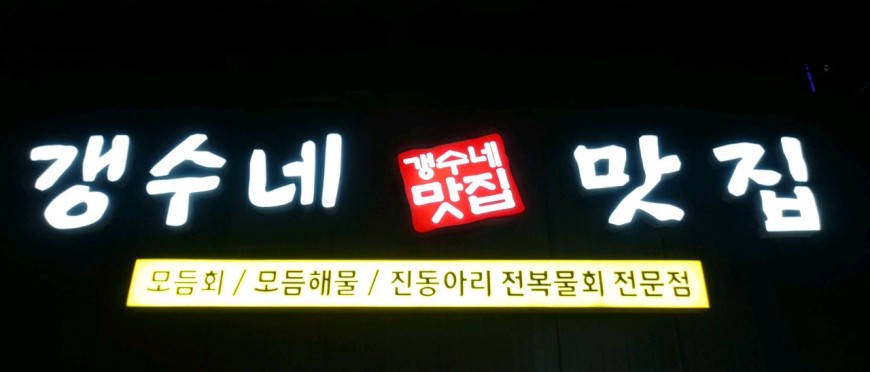 갱수네 맛집
갱수네
맛집
모듬회 / 모듬해물 / 진동아리 전복물회 전문점